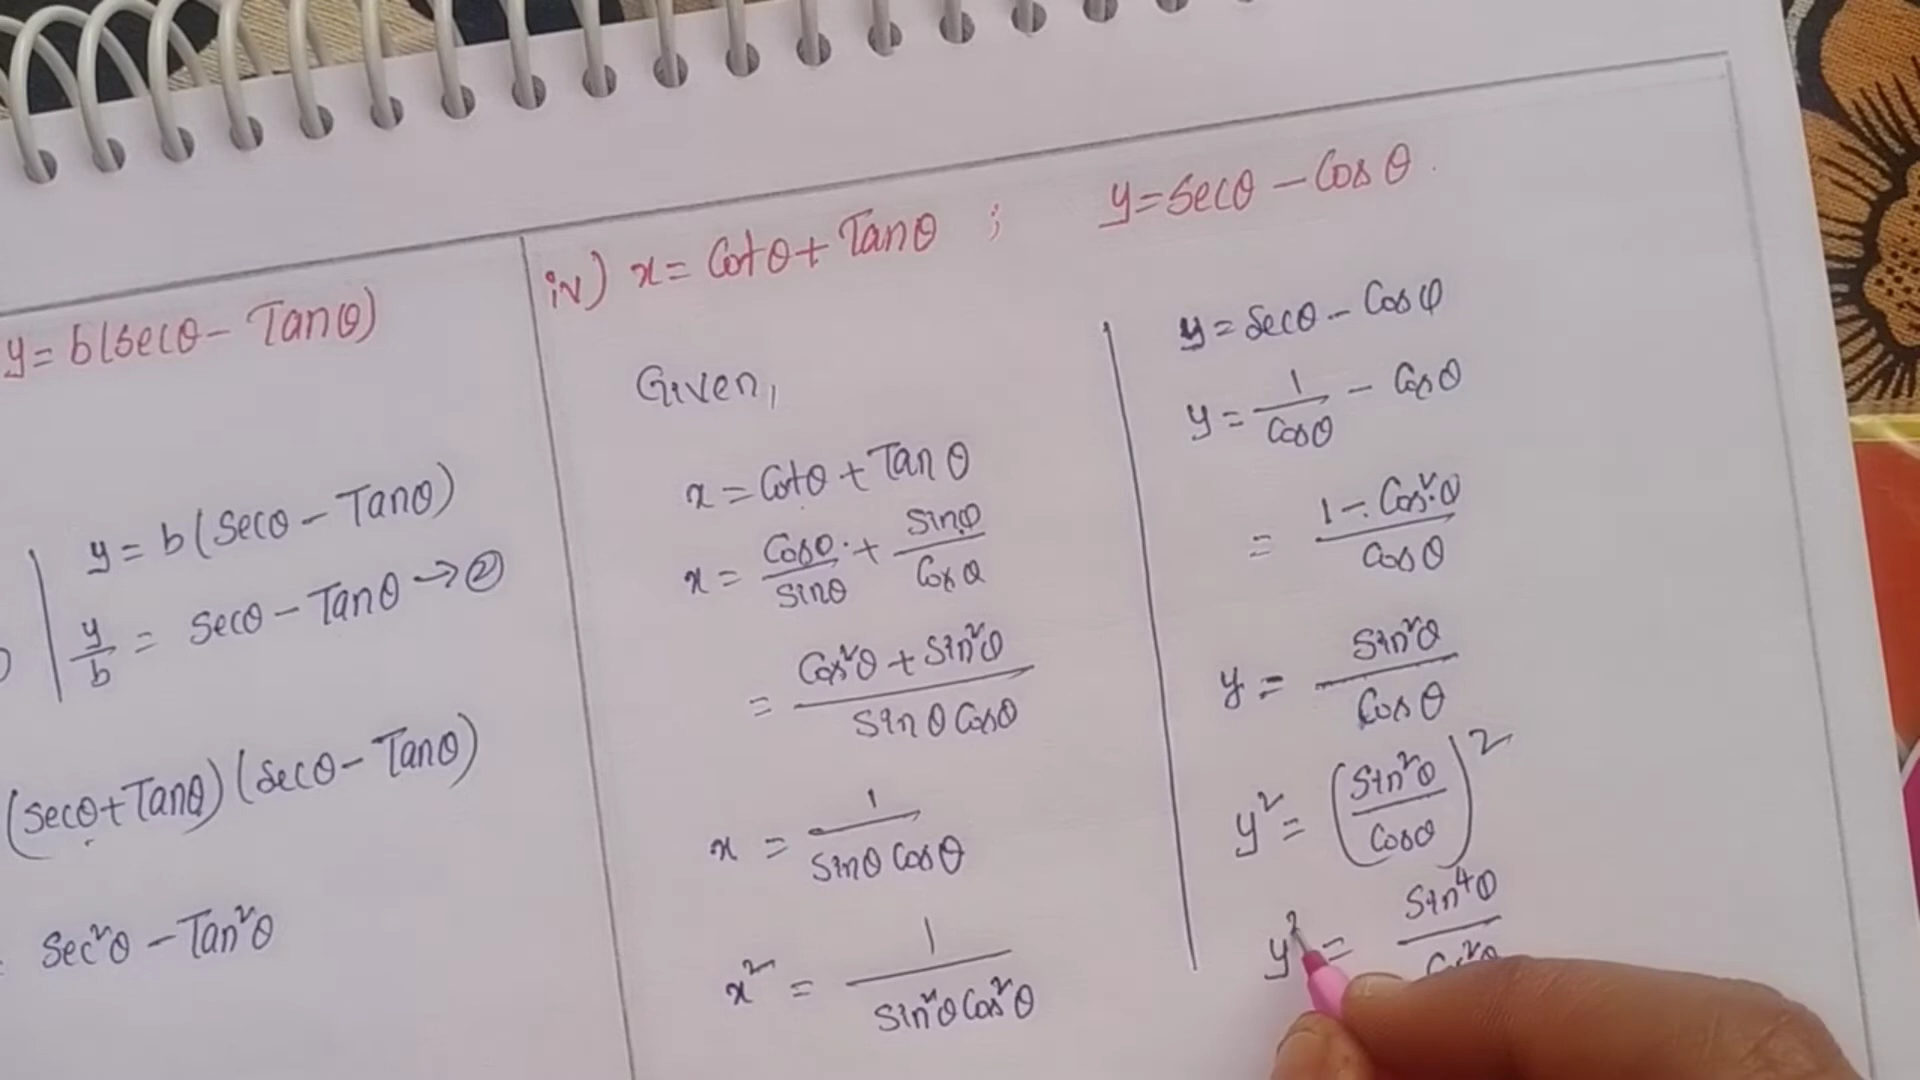 y = b(secθ - Tanθ)
y = b(Secθ - Tanθ)
y/b = Secθ - Tanθ → ②
(Secθ + Tanθ)(Secθ - Tanθ)
Sec²θ - Tan²θ
iv) x = Cotθ + Tanθ ; y = Secθ - Cosθ.
Given,
x = Cotθ + Tanθ
x = Cosθ/Sinθ + Sinθ/Cosθ
= Cos²θ + Sin²θ / Sinθ Cosθ
x = 1 / Sinθ Cosθ
x² = 1 / Sin²θ Cos²θ
y = Secθ - Cosθ
y = 1/Cosθ - Cosθ
= 1 - Cos²θ / Cosθ
y = Sin²θ / Cosθ
y² = (Sin²θ / Cosθ)²
y² = Sin⁴θ / Cos²θ